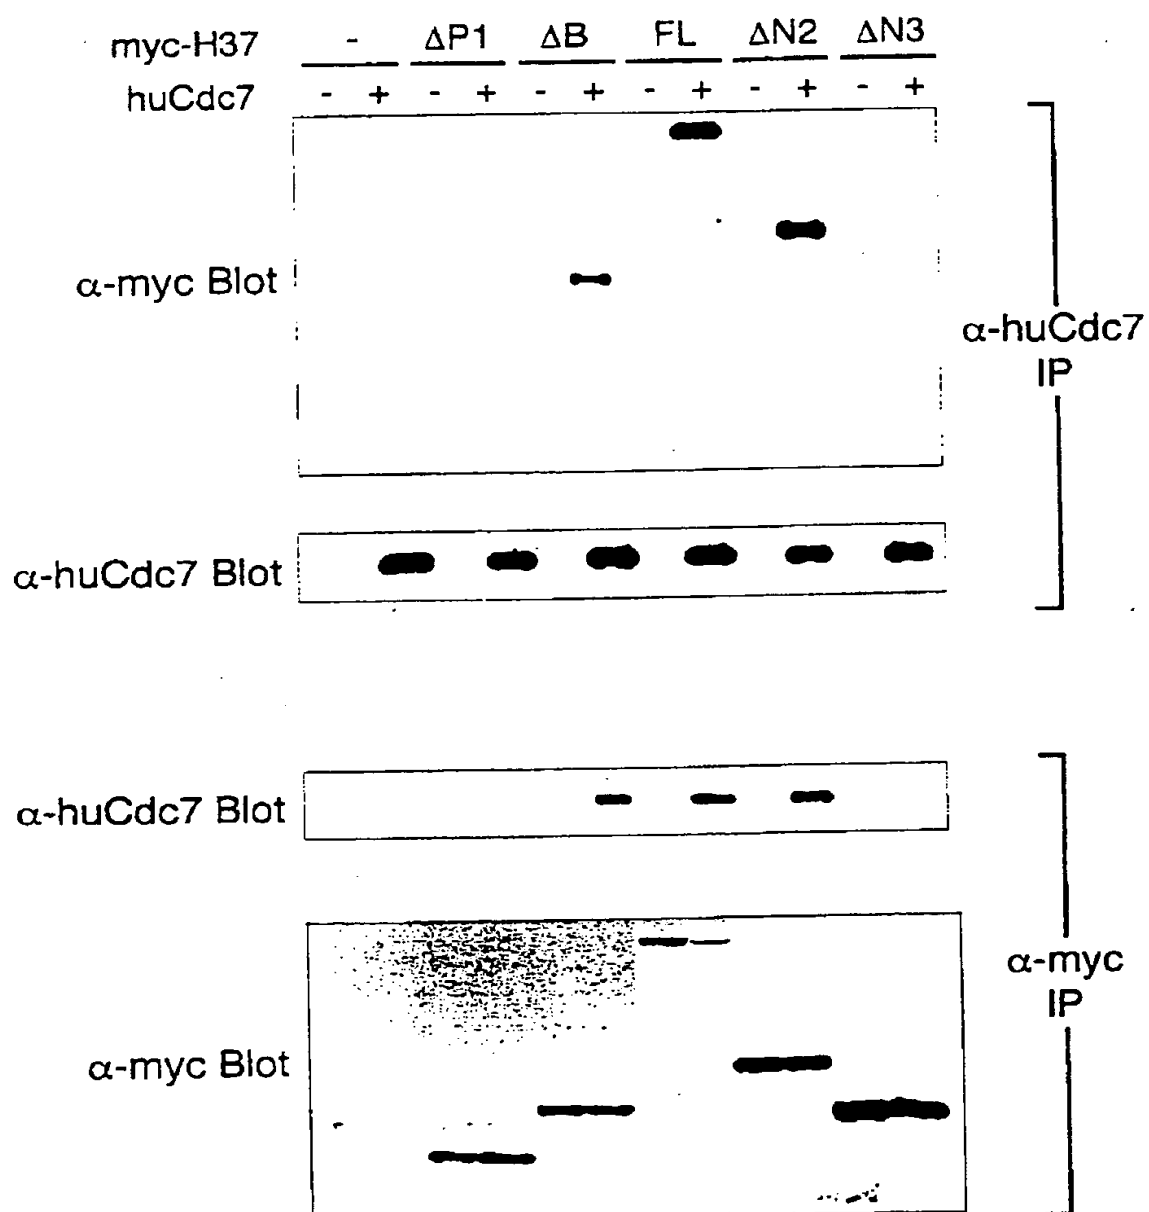 myc-H37 - ΔP1 ΔB FL ΔN2 ΔN3
huCdc7 - + - + - + - + - + - +
α-myc Blot
α-huCdc7
IP
α-huCdc7 Blot
α-huCdc7 Blot
α-myc
IP
α-myc Blot